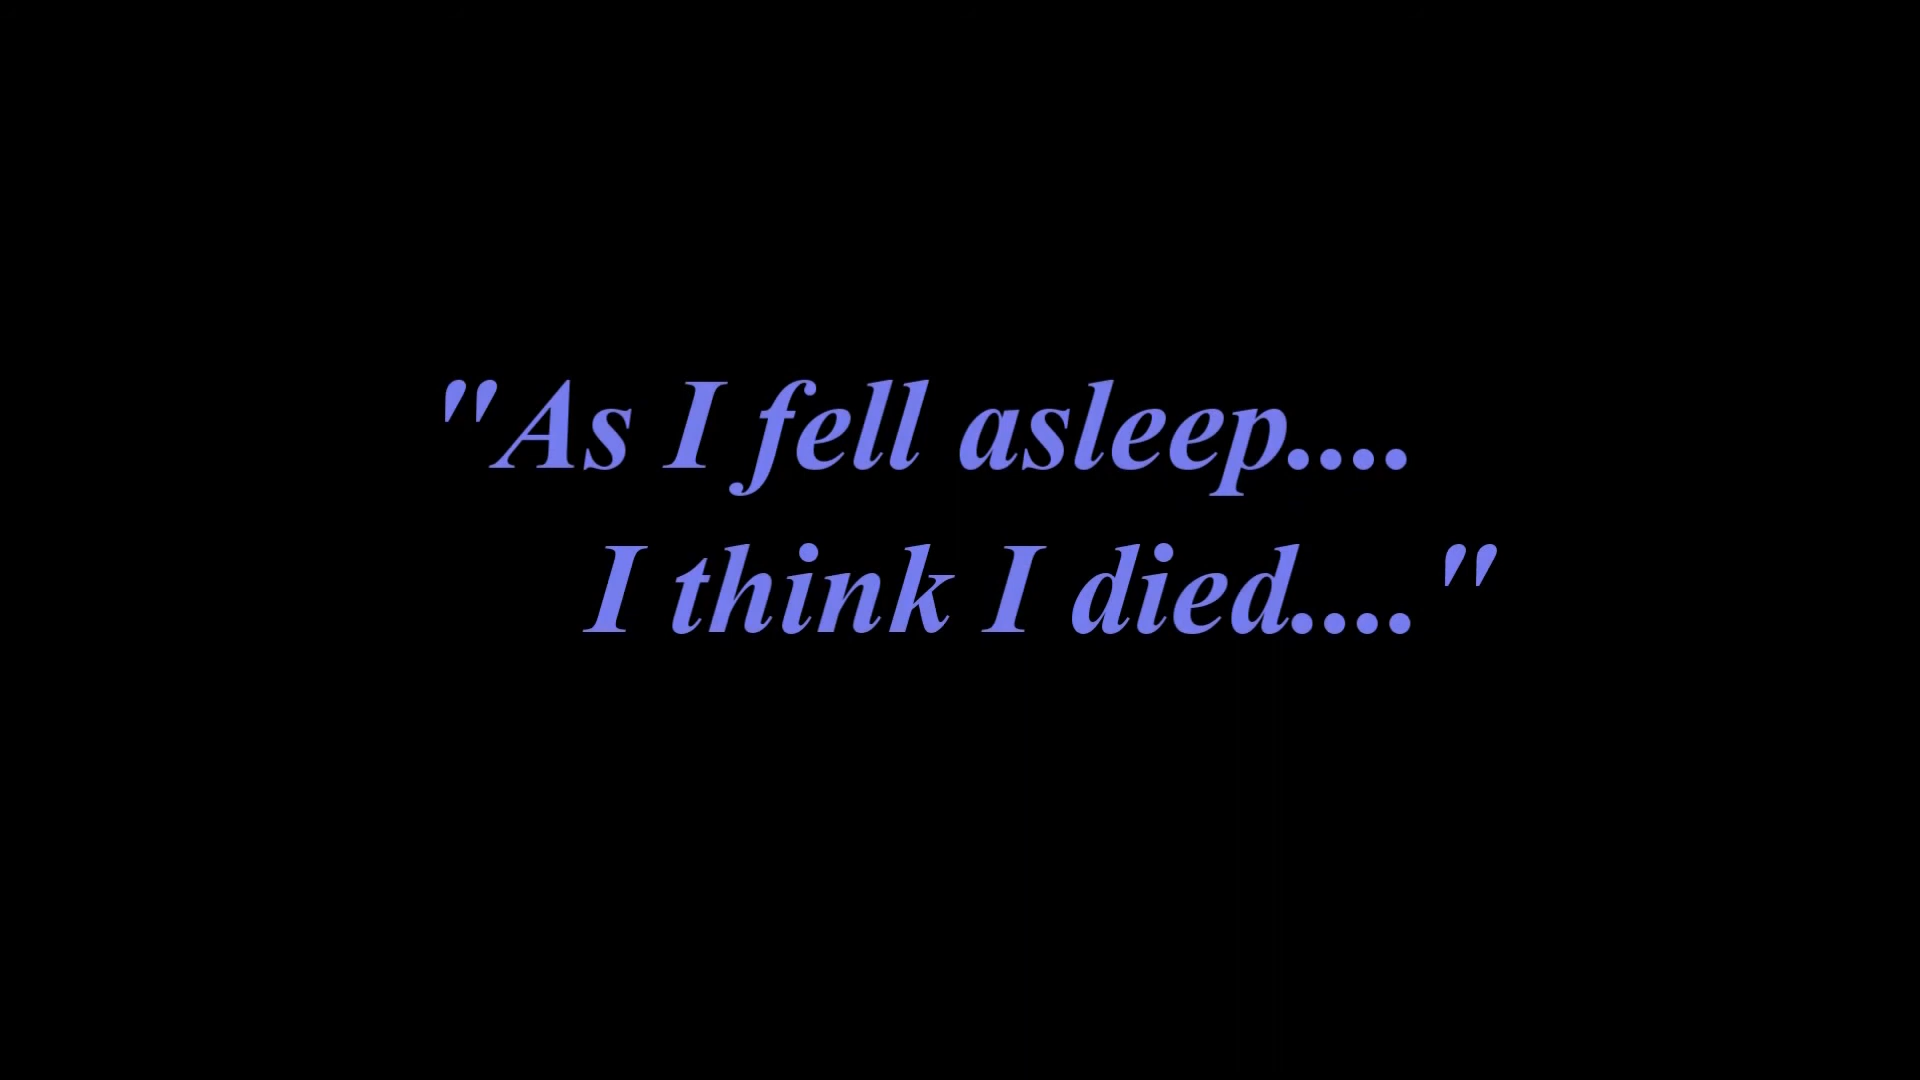 "As I fell asleep....
I think I died...."